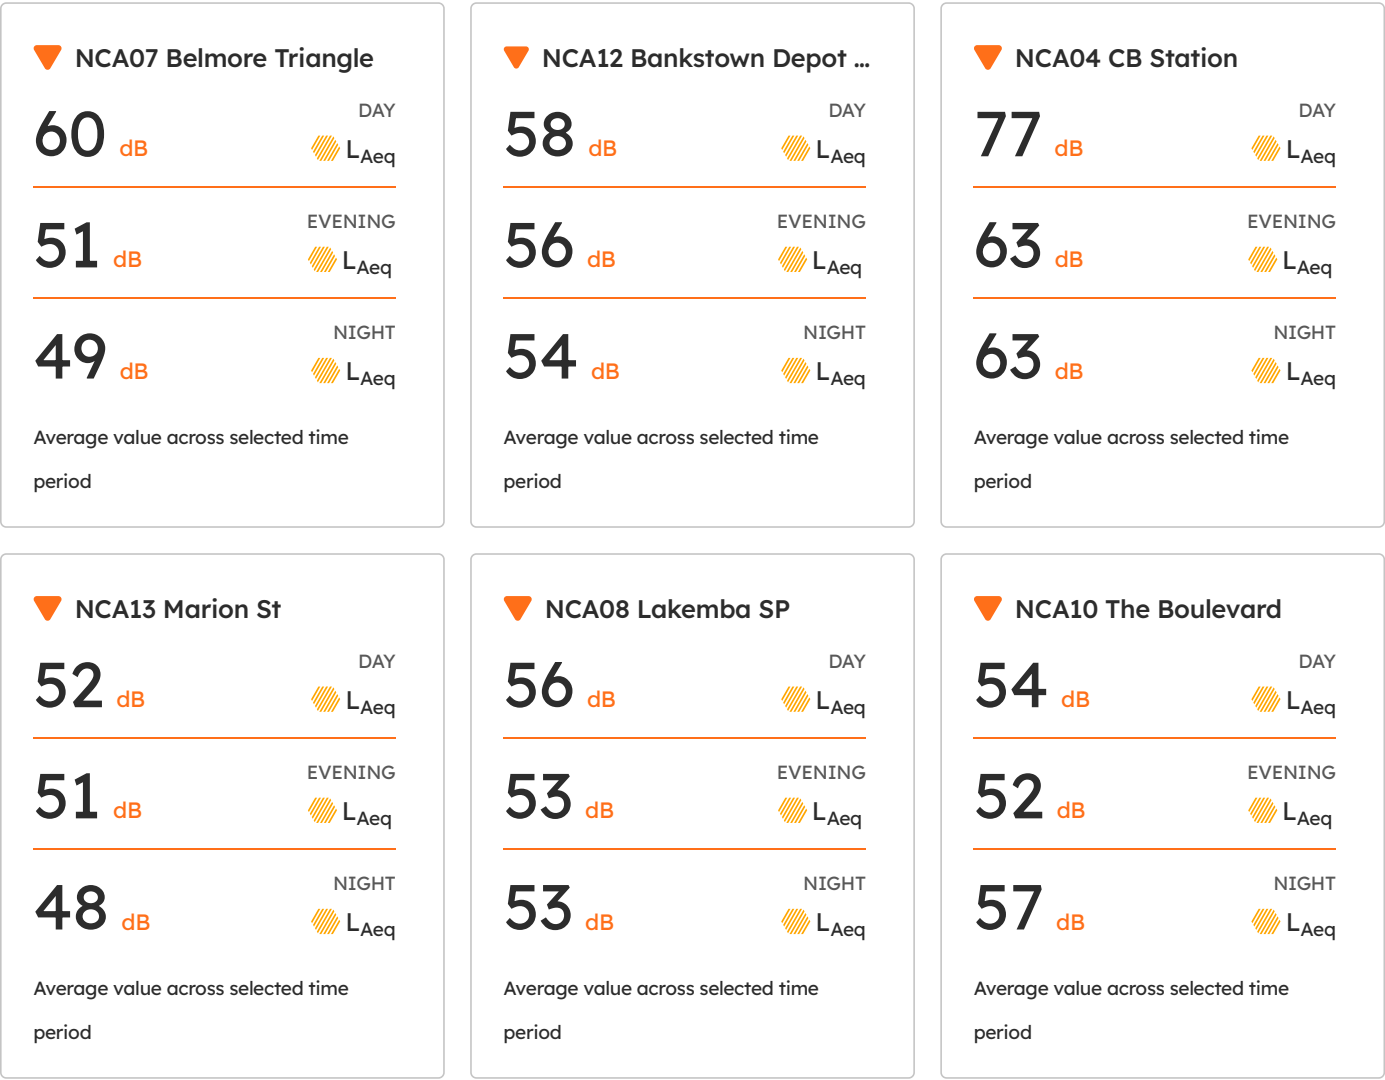 NCA07 Belmore Triangle
DAY
60 dB LAeq
EVENING
51 dB LAeq
NIGHT
49 dB LAeq
Average value across selected time
period
NCA12 Bankstown Depot ...
DAY
58 dB LAeq
EVENING
56 dB LAeq
NIGHT
54 dB LAeq
Average value across selected time
period
NCA04 CB Station
DAY
77 dB LAeq
EVENING
63 dB LAeq
NIGHT
63 dB LAeq
Average value across selected time
period
NCA13 Marion St
DAY
52 dB LAeq
EVENING
51 dB LAeq
NIGHT
48 dB LAeq
Average value across selected time
period
NCA08 Lakemba SP
DAY
56 dB LAeq
EVENING
53 dB LAeq
NIGHT
53 dB LAeq
Average value across selected time
period
NCA10 The Boulevard
DAY
54 dB LAeq
EVENING
52 dB LAeq
NIGHT
57 dB LAeq
Average value across selected time
period